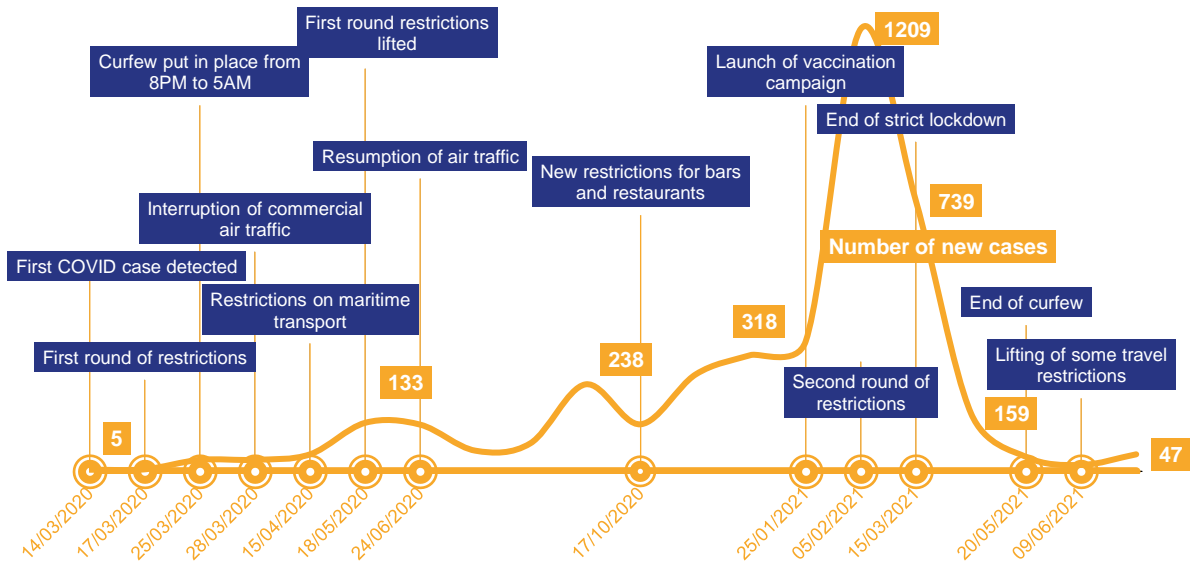 First round restrictions
lifted
1209
Curfew put in place from
8PM to 5AM
Launch of vaccination
campaign
End of strict lockdown
Resumption of air traffic
New restrictions for bars
and restaurants
Interruption of commercial
air traffic
739
Number of new cases
First COVID case detected
Restrictions on maritime
transport
End of curfew
318
First round of restrictions
238
Lifting of some travel
restrictions
133
Second round of
restrictions
159
5
47
14/03/2020
17/03/2020
25/03/2020
28/03/2020
15/04/2020
18/05/2020
24/06/2020
17/10/2020
25/01/2021
05/02/2021
15/03/2021
20/05/2021
09/06/2021